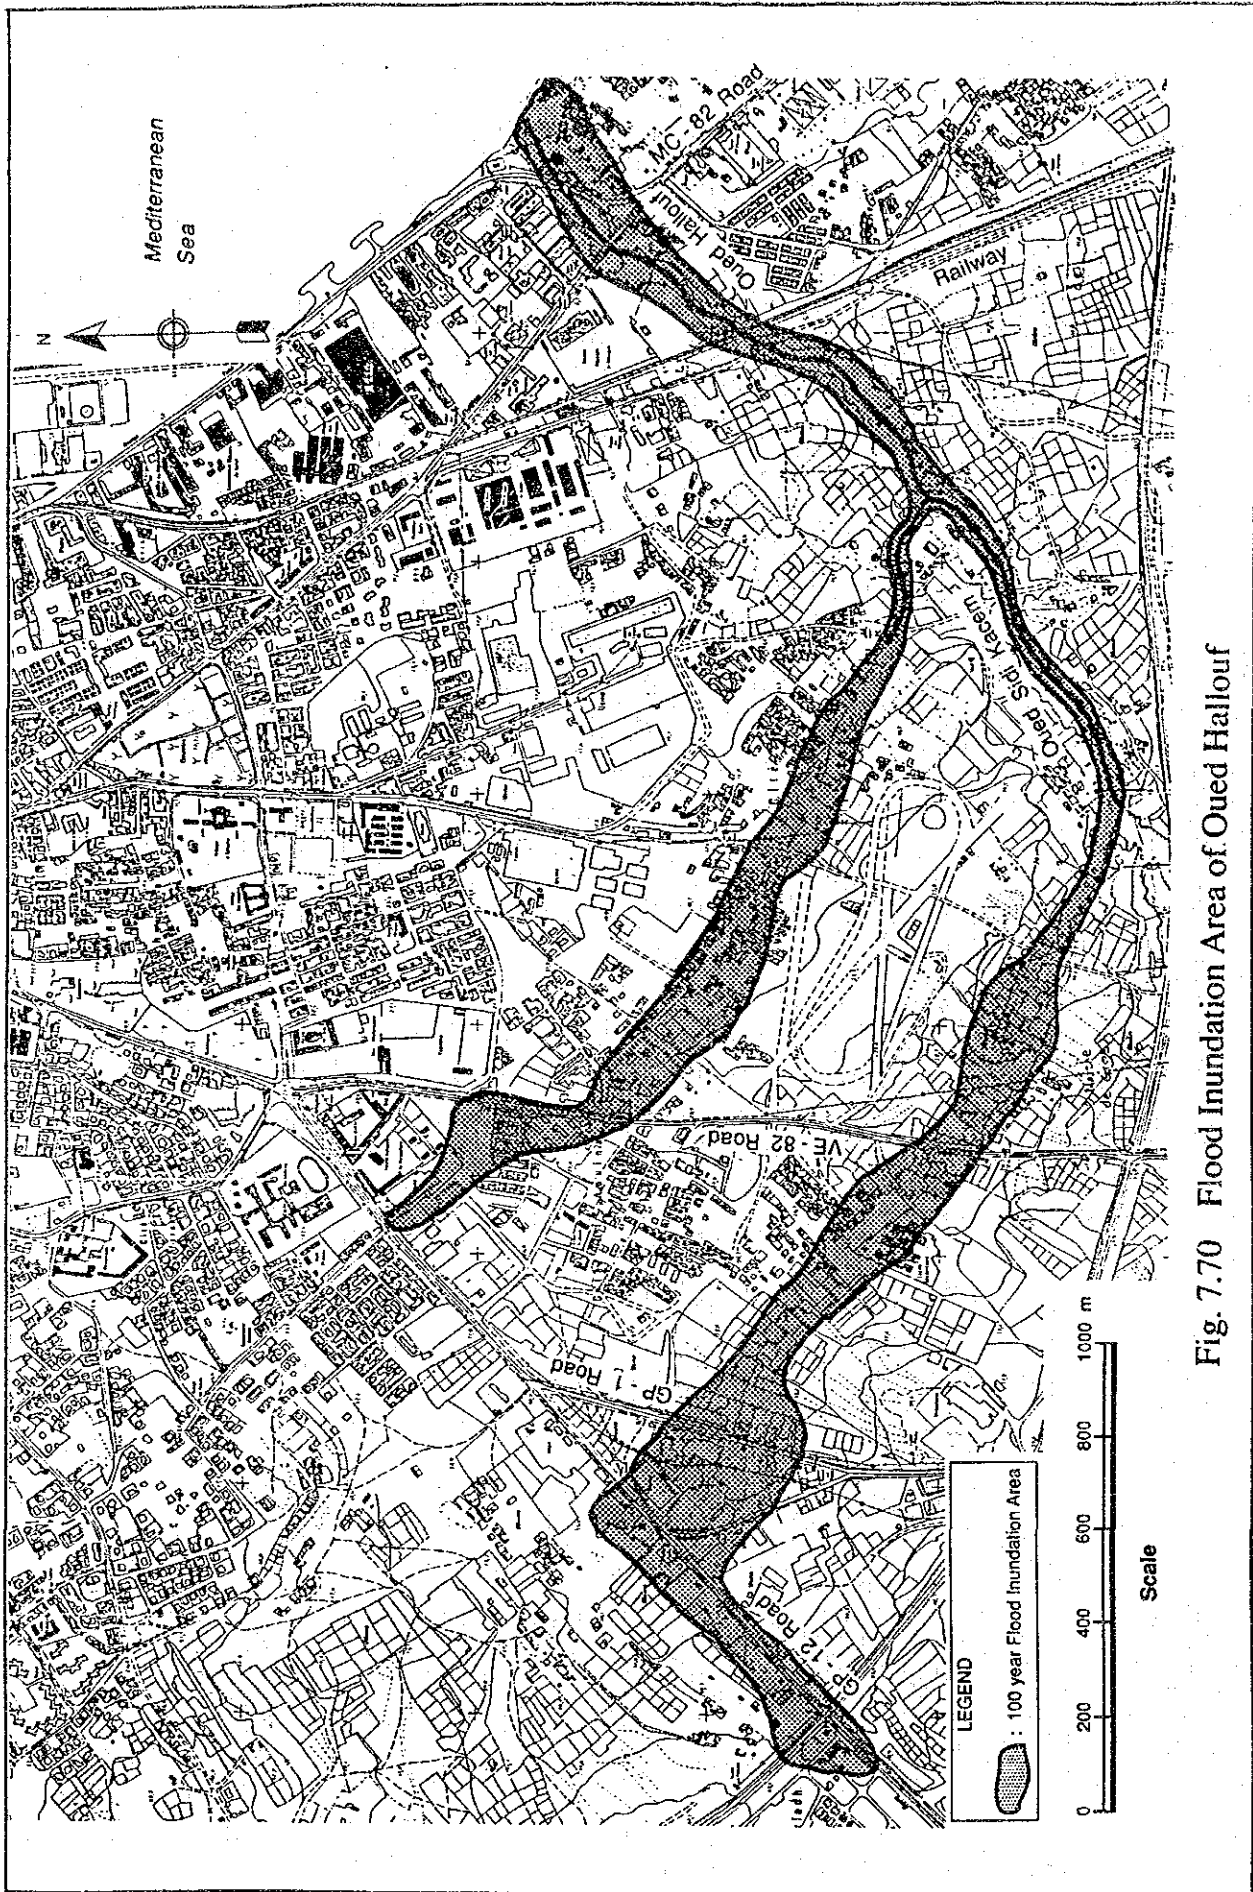 N
Mediterranean
Sea
MC-82 Road
Oued Hallouf
Railway
Oued Sidi Kacem
VE-82 Road
GP-1 Road
GP-12 Road
LEGEND
: 100 year Flood Inundation Area
0 200 400 600 800 1000 m
Scale
Fig. 7.70 Flood Inundation Area of Oued Hallouf